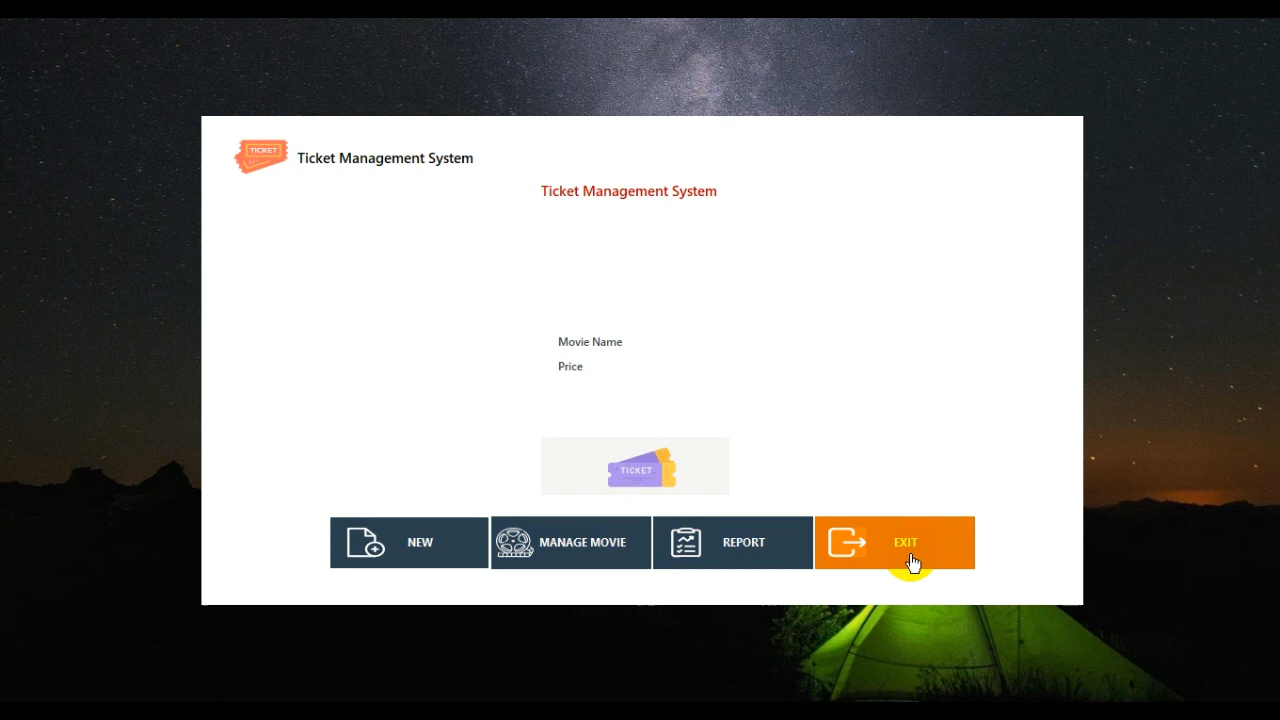 TICKET
Ticket Management System
Ticket Management System
Movie Name
Price
TICKET
NEW
MANAGE MOVIE
REPORT
EXIT